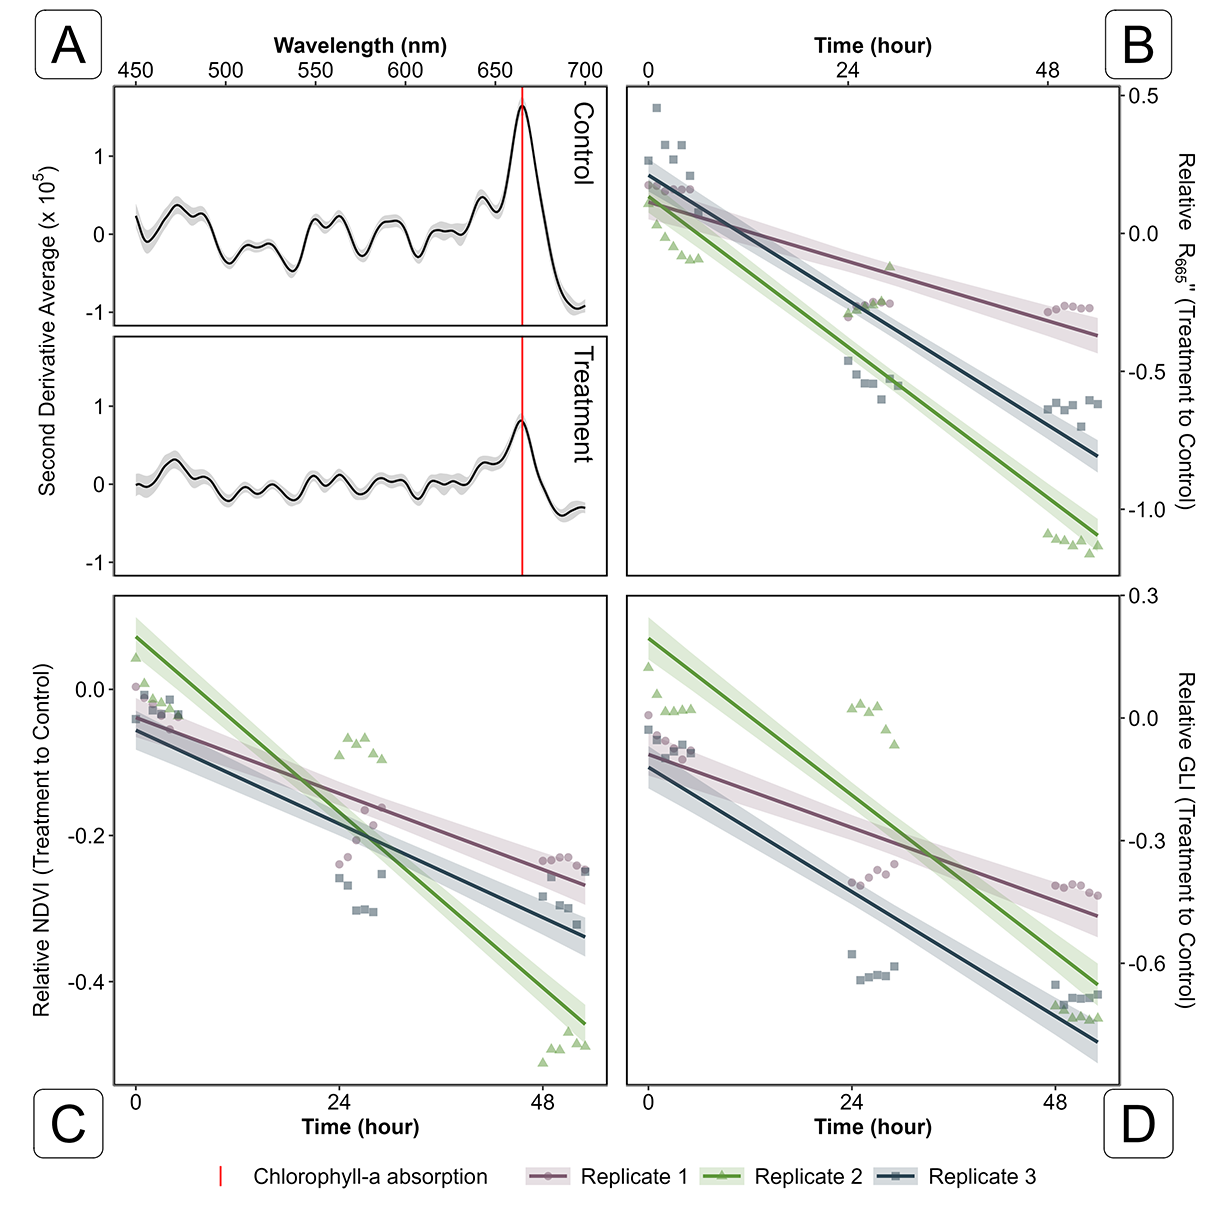 A
Wavelength (nm)
450 500 550 600 650 700
Second Derivative Average (x 10⁵)
1
0
-1
Control
1
0
-1
Treatment
B
Time (hour)
0 24 48
0.5
0.0
-0.5
-1.0
Relative R₆₆₅" (Treatment to Control)
Relative NDVI (Treatment to Control)
0.0
-0.2
-0.4
0 24 48
Time (hour)
C
0.3
0.0
-0.3
-0.6
Relative GLI (Treatment to Control)
0 24 48
Time (hour)
D
Chlorophyll-a absorption Replicate 1 Replicate 2 Replicate 3